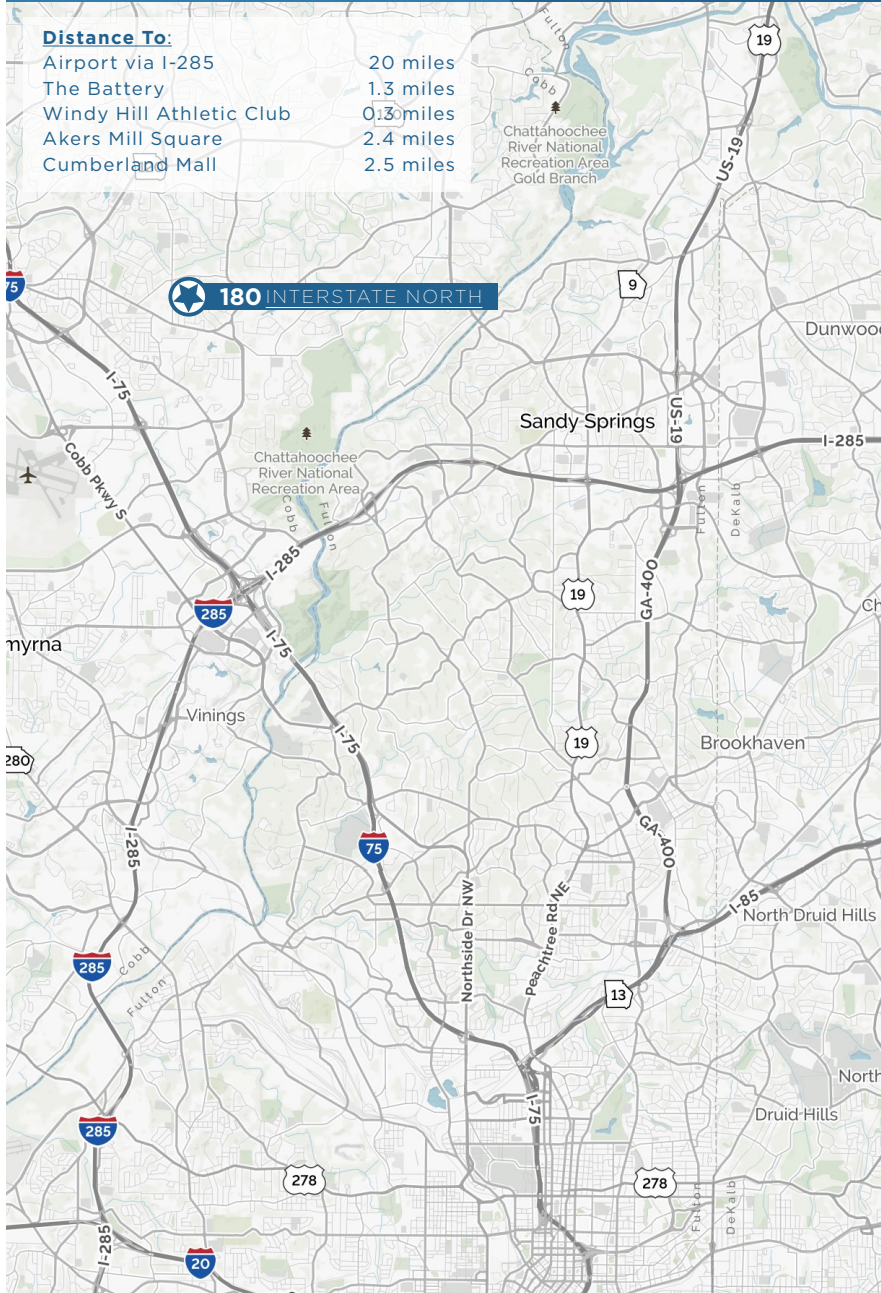 Distance To:
Airport via I-285 20 miles
The Battery 1.3 miles
Windy Hill Athletic Club 0.3 miles
Akers Mill Square 2.4 miles
Cumberland Mall 2.5 miles
Fulton
Cobb
19
Chattahoochee
River National
Recreation Area
Gold Branch
US-19
75
180 INTERSTATE NORTH
9
Dunwoo
I-75
Sandy Springs
US-19
I-285
Cobb Pkwy S
Chattahoochee
River National
Recreation Area
Cobb
Fulton
Fulton
DeKalb
I-285
GA-400
19
285
Ch
myrna
I-75
Vinings
I-75
19
Brookhaven
280
I-285
75
GA-400
Northside Dr NW
Peachtree Rd NE
I-85
North Druid Hills
285
Cobb
Fulton
13
North
I-75
Druid Hills
285
278
278
Fulton
DeKalb
I-285
20